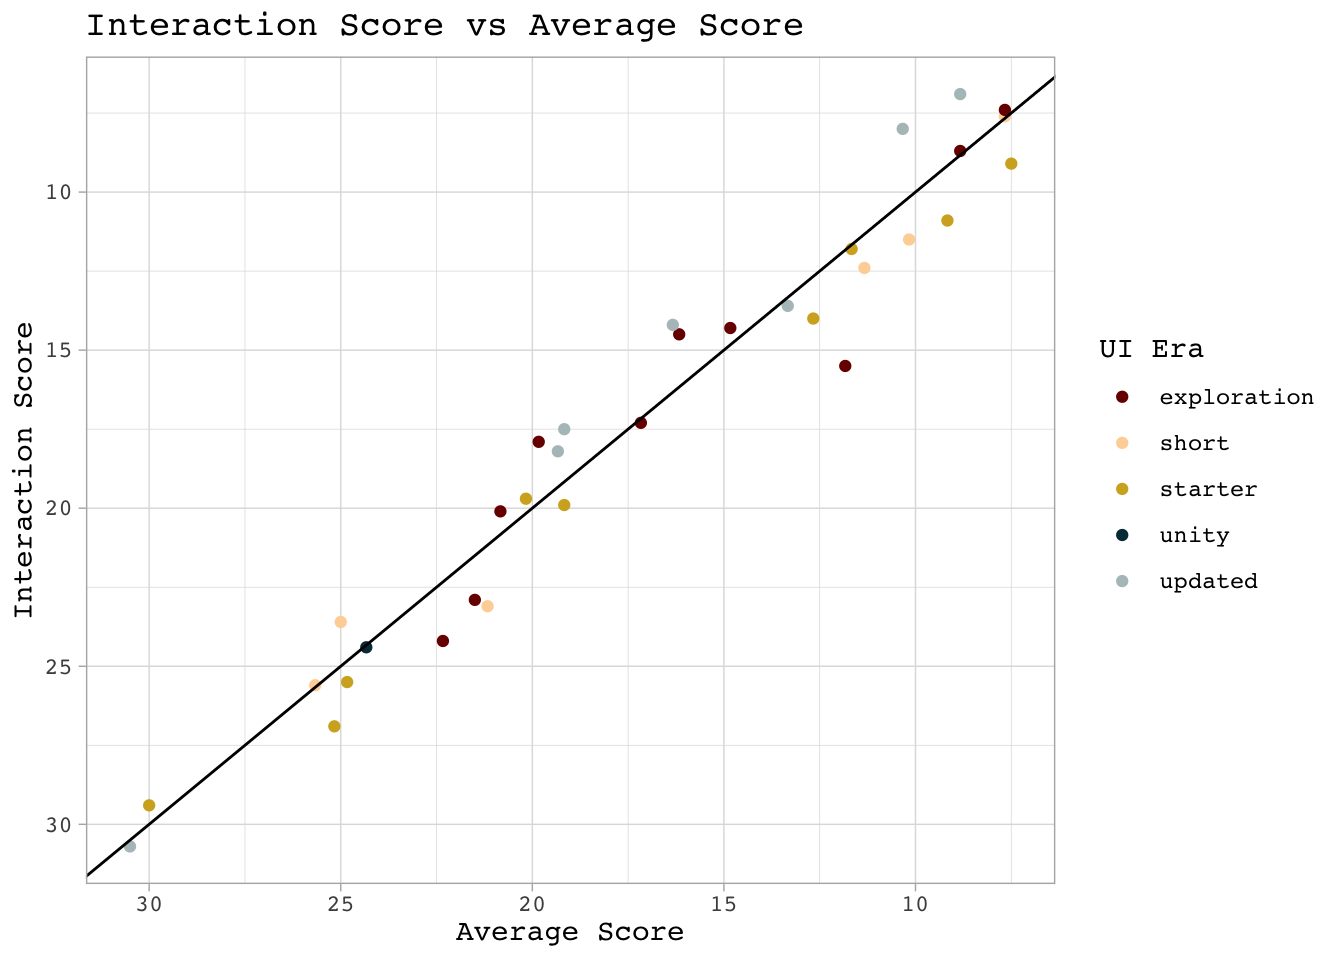 Interaction Score vs Average Score
10
15
20
25
30
Interaction Score
30
25
20
15
10
Average Score
UI Era
exploration
short
starter
unity
updated